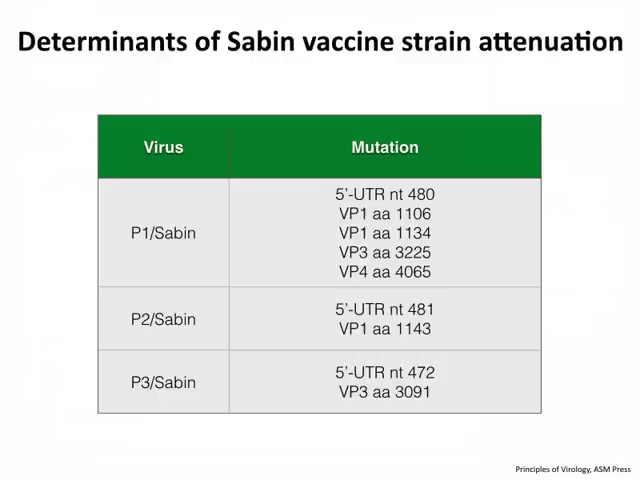 Determinants of Sabin vaccine strain attenuation
Virus
Mutation
P1/Sabin
5’-UTR nt 480
VP1 aa 1106
VP1 aa 1134
VP3 aa 3225
VP4 aa 4065
P2/Sabin
5’-UTR nt 481
VP1 aa 1143
P3/Sabin
5’-UTR nt 472
VP3 aa 3091
Principles of Virology, ASM Press